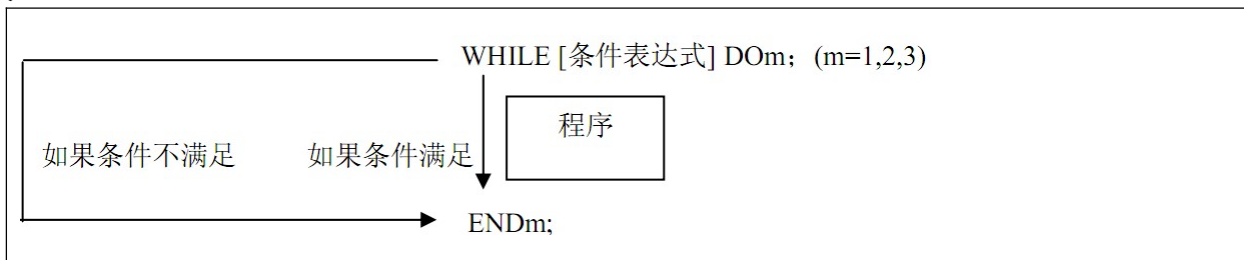 WHILE [条件表达式] DOm；(m=1,2,3)
程序
如果条件不满足 如果条件满足
ENDm;